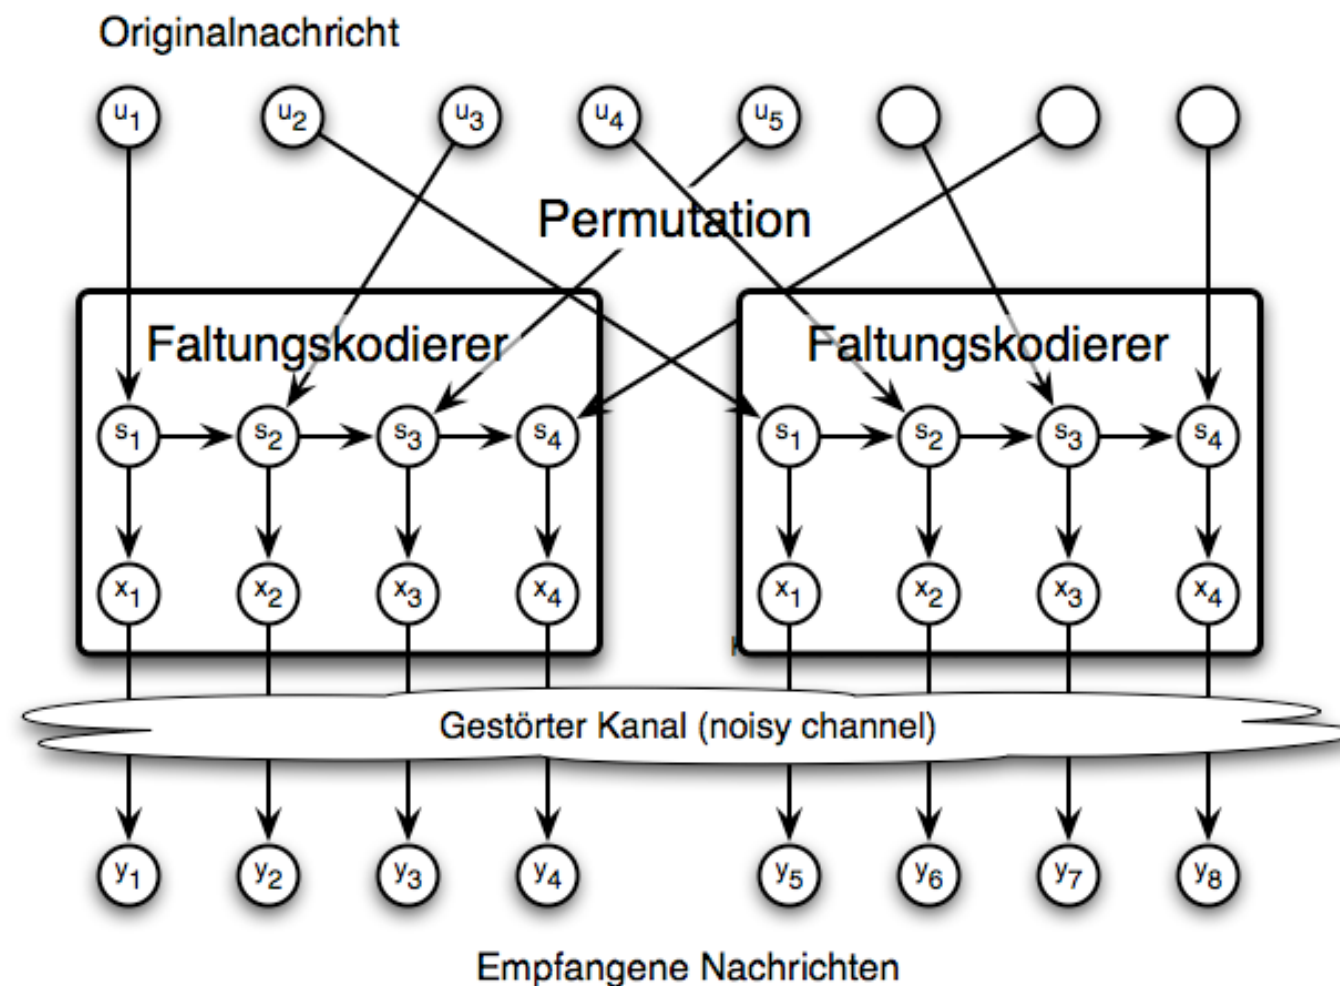 Originalnachricht
u1 u2 u3 u4 u5
Permutation
Faltungskodierer Faltungskodierer
s1 s2 s3 s4 s1 s2 s3 s4
x1 x2 x3 x4 x1 x2 x3 x4
Gestörter Kanal (noisy channel)
y1 y2 y3 y4 y5 y6 y7 y8
Empfangene Nachrichten